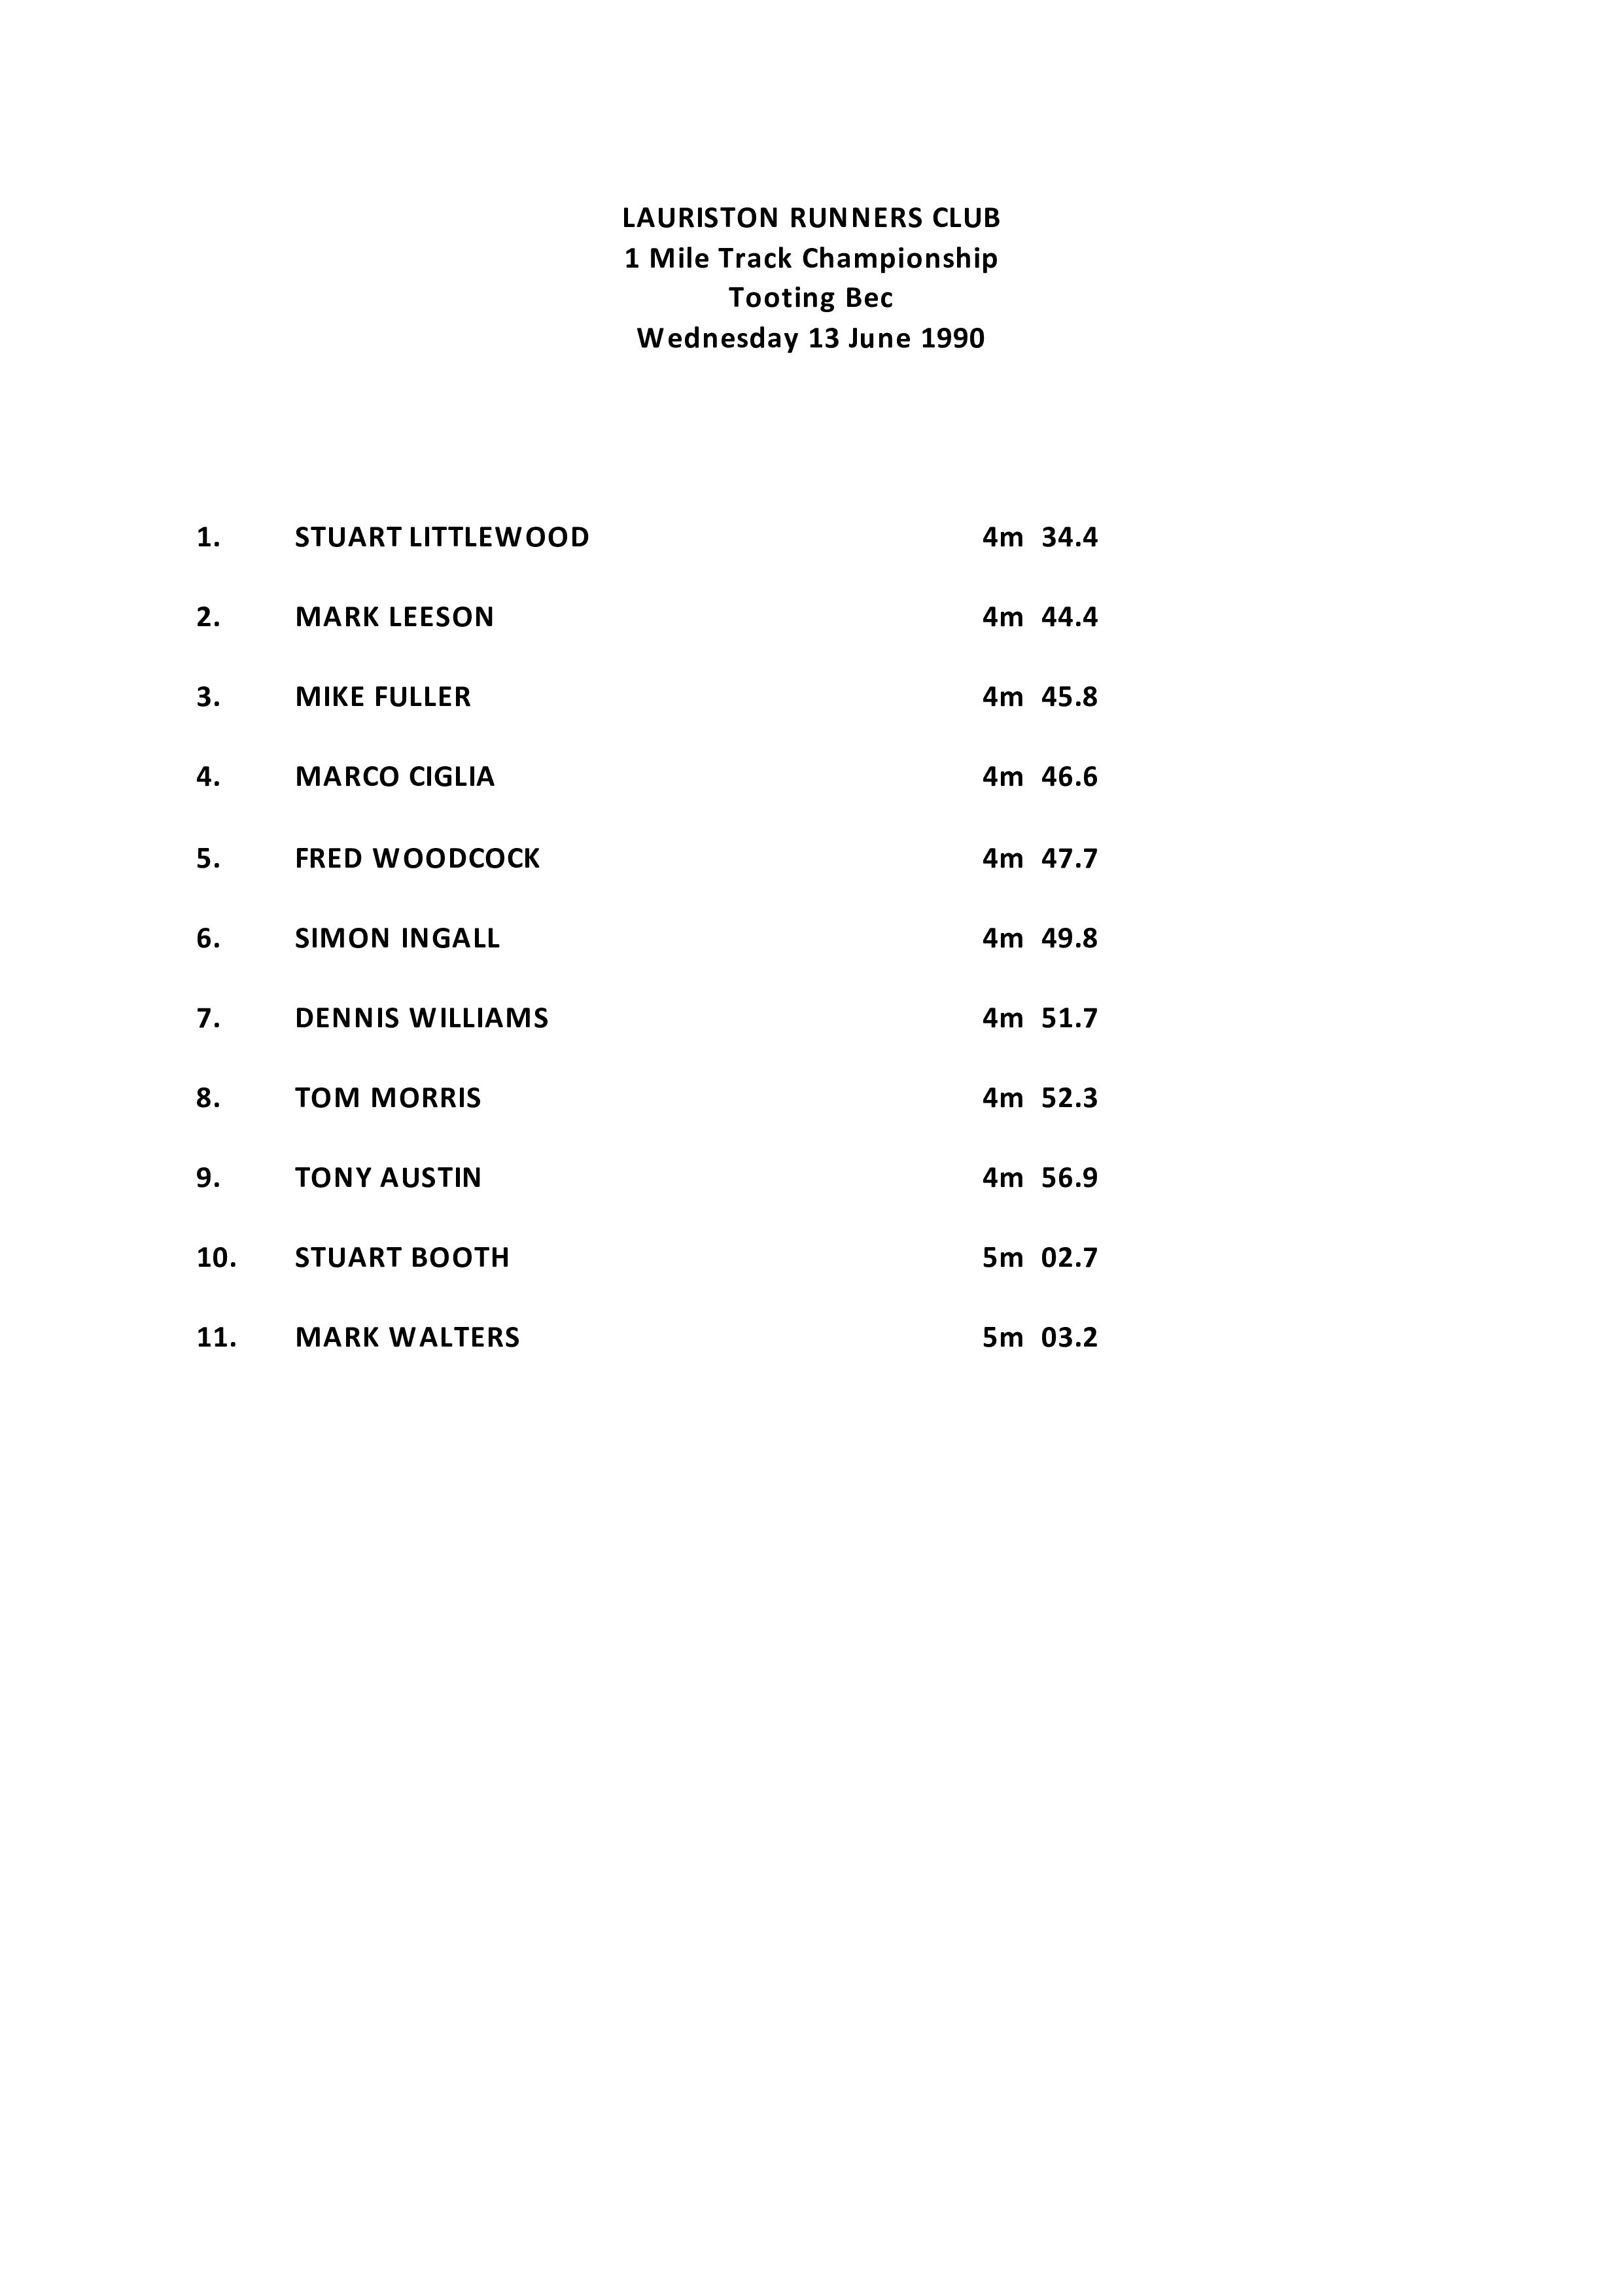 LAURISTON RUNNERS CLUB
1 Mile Track Championship
Tooting Bec
Wednesday 13 June 1990
1. STUART LITTLEWOOD 4m 34.4
2. MARK LEESON 4m 44.4
3. MIKE FULLER 4m 45.8
4. MARCO CIGLIA 4m 46.6
5. FRED WOODCOCK 4m 47.7
6. SIMON INGALL 4m 49.8
7. DENNIS WILLIAMS 4m 51.7
8. TOM MORRIS 4m 52.3
9. TONY AUSTIN 4m 56.9
10. STUART BOOTH 5m 02.7
11. MARK WALTERS 5m 03.2